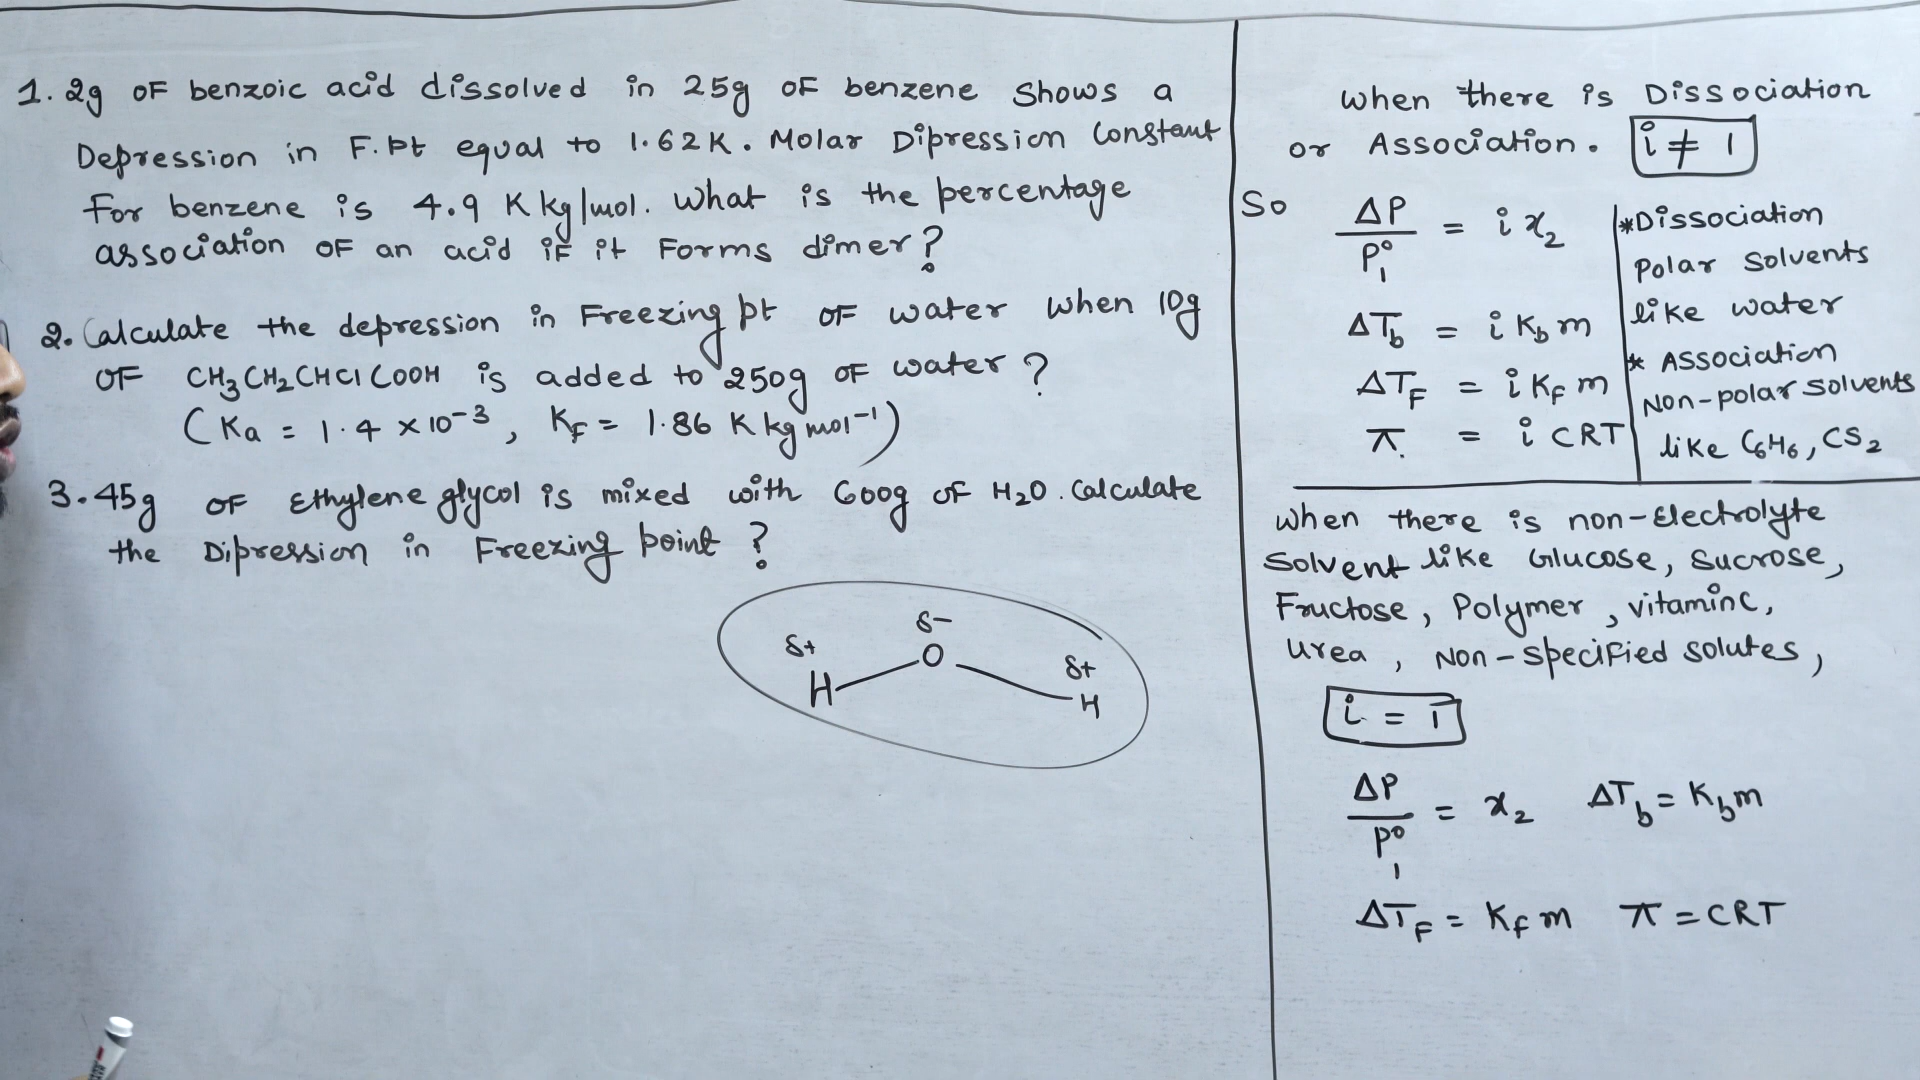 1. 2g OF benzoic acid dissolved in 25g OF benzene shows a
Depression in F.Pt equal to 1.62K. Molar Dipression Constant
For benzene is 4.9 K kg/mol. What is the percentage
association OF an acid iF it Forms dimer?
2. Calculate the depression in Freezing pt OF water when 10g
OF CH3CH2CHCl COOH is added to 250g OF water?
(Ka = 1.4 × 10⁻³, KF = 1.86 K kg mol⁻¹)
3. 45g OF Ethylene glycol is mixed with 600g OF H2O. Calculate
the Dipression in Freezing point?
δ+ δ- δ+
H O H
When there is Dissociation
or Association. i ≠ 1
So ΔP/P₁° = i x₂
ΔTb = i Kb m
ΔTF = i KF m
π. = i CRT
*Dissociation
Polar solvents
like water
* Association
Non-polar solvents
like C6H6, CS2
When there is non-Electrolyte
Solvent like Glucose, Sucrose,
Fructose, Polymer, vitaminc,
Urea, Non-specified solutes,
i = 1
ΔP/P₁° = x₂ ΔTb = Kb m
ΔTF = KF m π = CRT